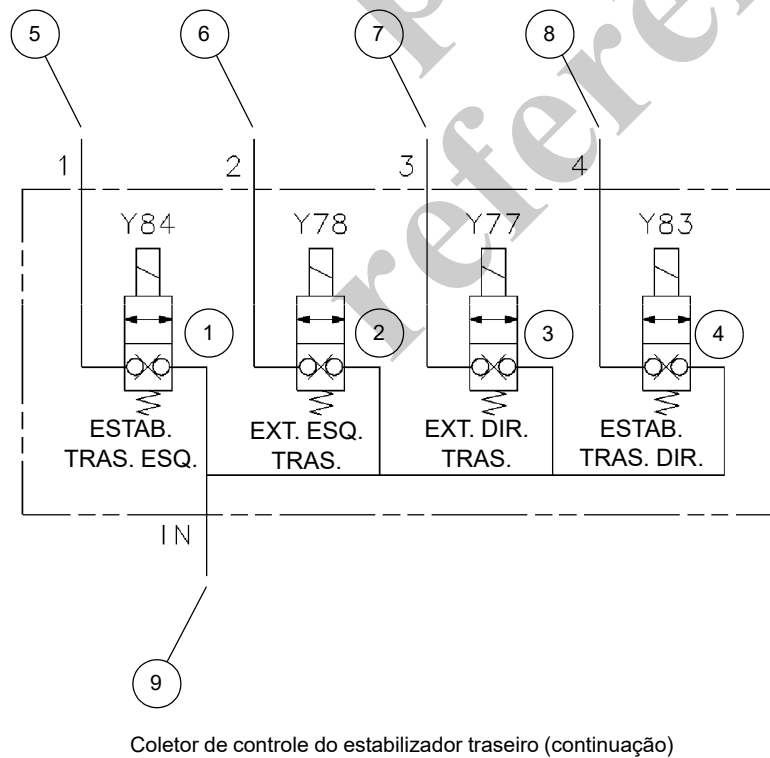 5 6 7 8
1 2 3 4
Y84 Y78 Y77 Y83
1 2 3 4
ESTAB. EXT. ESQ. EXT. DIR. ESTAB.
TRAS. ESQ. TRAS. TRAS. TRAS. DIR.
IN
9
Coletor de controle do estabilizador traseiro (continuação)